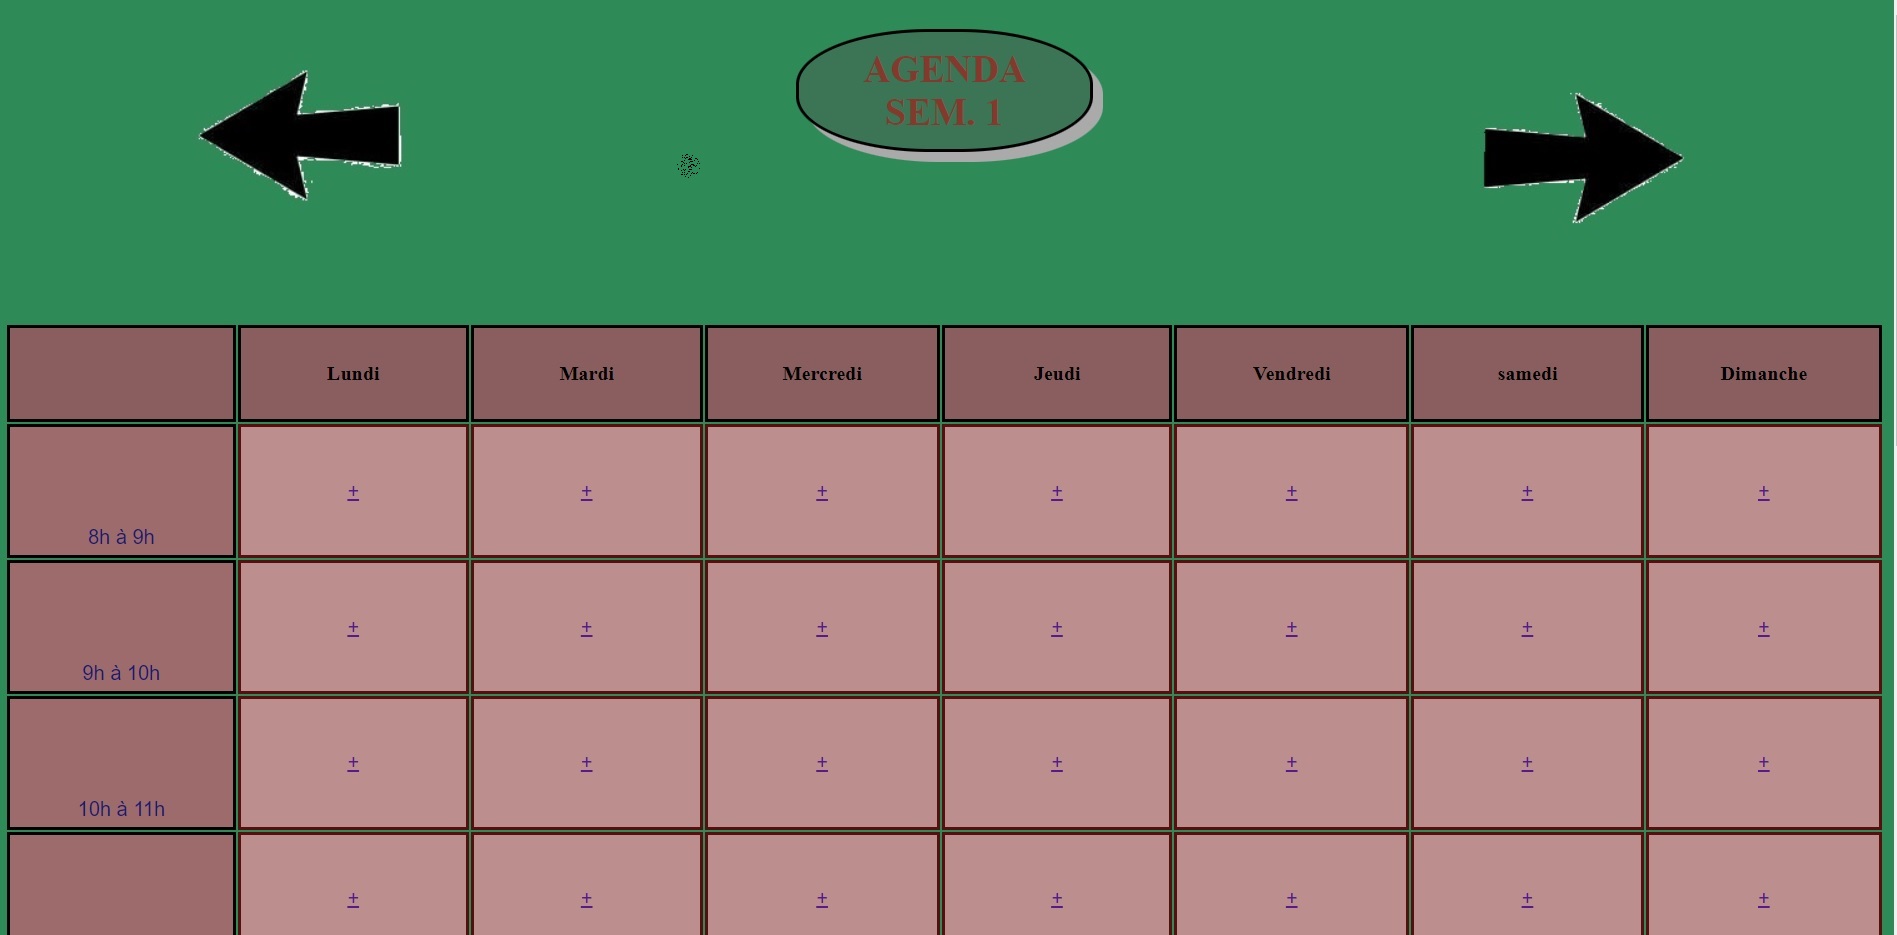 AGENDA
SEM. 1
Lundi Mardi Mercredi Jeudi Vendredi samedi Dimanche
+ + + + + + +
8h à 9h
+ + + + + + +
9h à 10h
+ + + + + + +
10h à 11h
+ + + + + + +